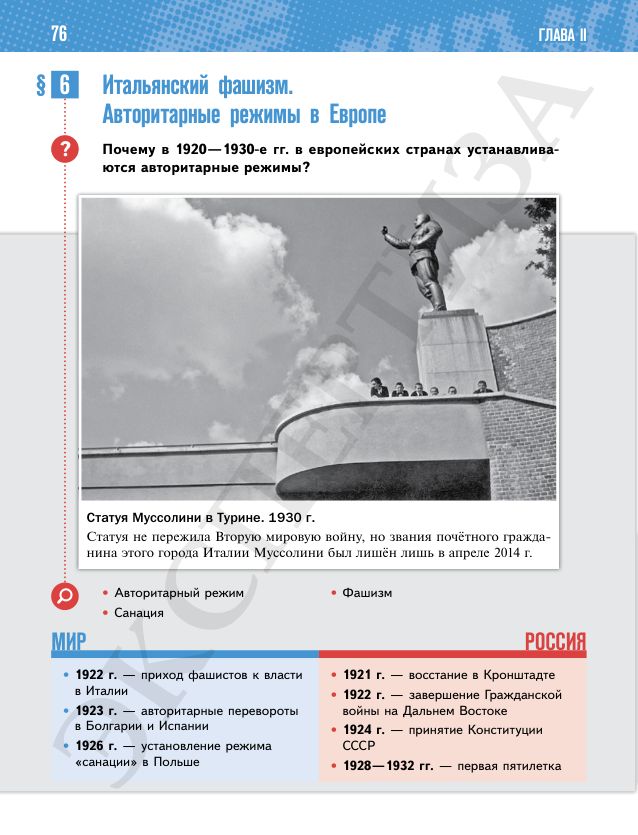 76
ГЛАВА II
§ 6
Итальянский фашизм.
Авторитарные режимы в Европе
?
Почему в 1920—1930-е гг. в европейских странах устанавлива-
ются авторитарные режимы?
Статуя Муссолини в Турине. 1930 г.
Статуя не пережила Вторую мировую войну, но звания почётного гражда-
нина этого города Италии Муссолини был лишён лишь в апреле 2014 г.
• Авторитарный режим
• Санация
• Фашизм
МИР
• 1922 г. — приход фашистов к власти
в Италии
• 1923 г. — авторитарные перевороты
в Болгарии и Испании
• 1926 г. — установление режима
«санации» в Польше
РОССИЯ
• 1921 г. — восстание в Кронштадте
• 1922 г. — завершение Гражданской
войны на Дальнем Востоке
• 1924 г. — принятие Конституции
СССР
• 1928—1932 гг. — первая пятилетка
ЭКСПЕРТИЗА